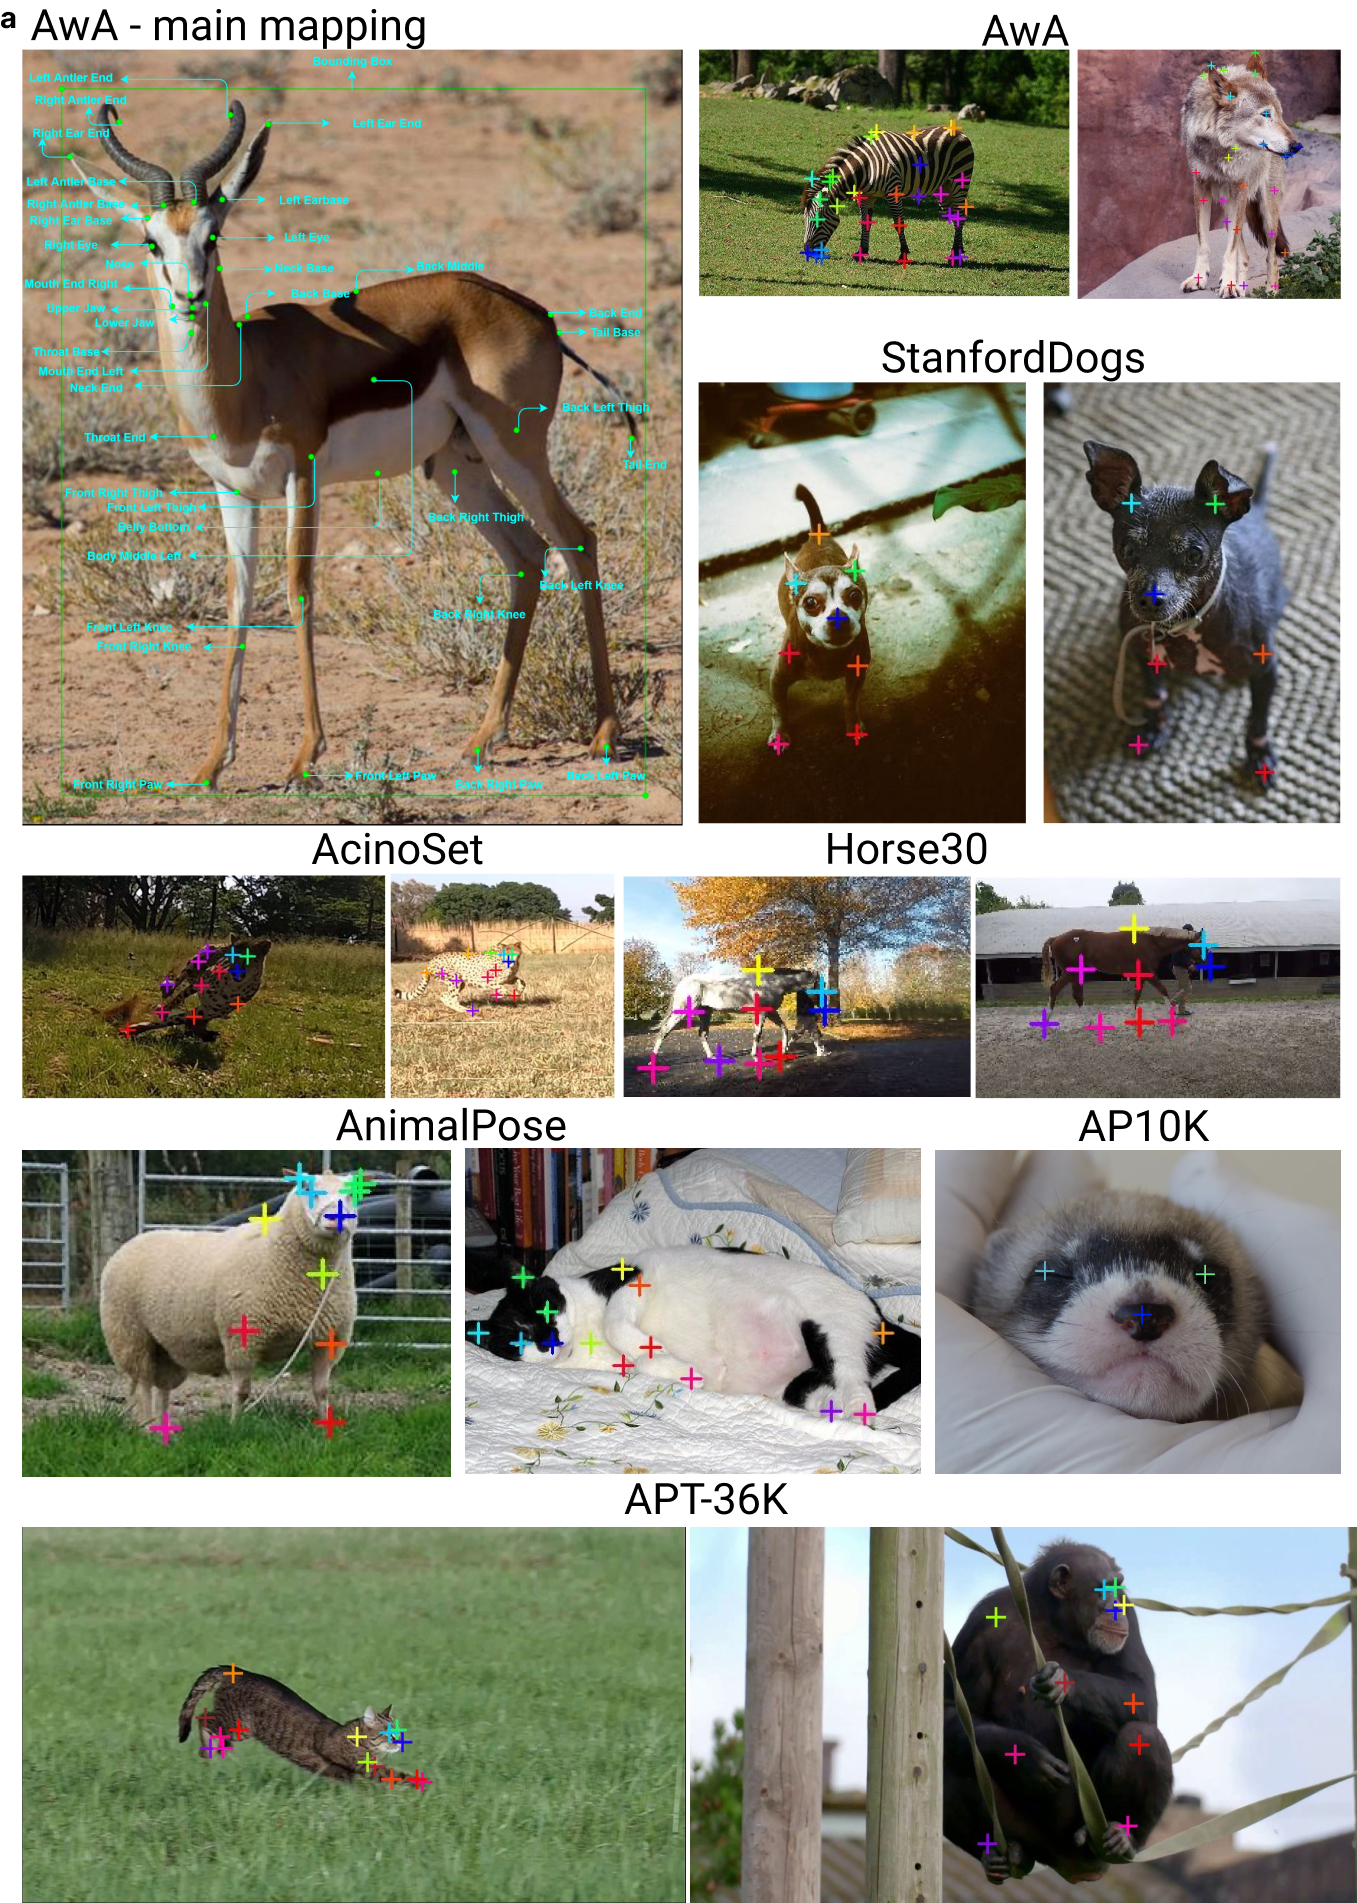 a AwA - main mapping
AwA
Bounding Box
Left Antler End
Right Antler End
Left Ear End
Right Ear End
Left Antler Base
Left Earbase
Right Antler Base
Right Ear Base
Left Eye
Right Eye
Nose
Neck Base
Back Middle
Mouth End Right
Back Base
Upper Jaw
Back End
Lower Jaw
Tail Base
Throat Base
Mouth End Left
Neck End
Back Left Thigh
Throat End
Tail End
Front Right Thigh
Front Left Thigh
Back Right Thigh
Belly Bottom
Body Middle Left
Back Left Knee
Back Right Knee
Front Left Knee
Front Right Knee
Front Left Paw
Back Left Paw
Front Right Paw
Back Right Paw
StanfordDogs
AcinoSet
Horse30
AnimalPose
AP10K
APT-36K